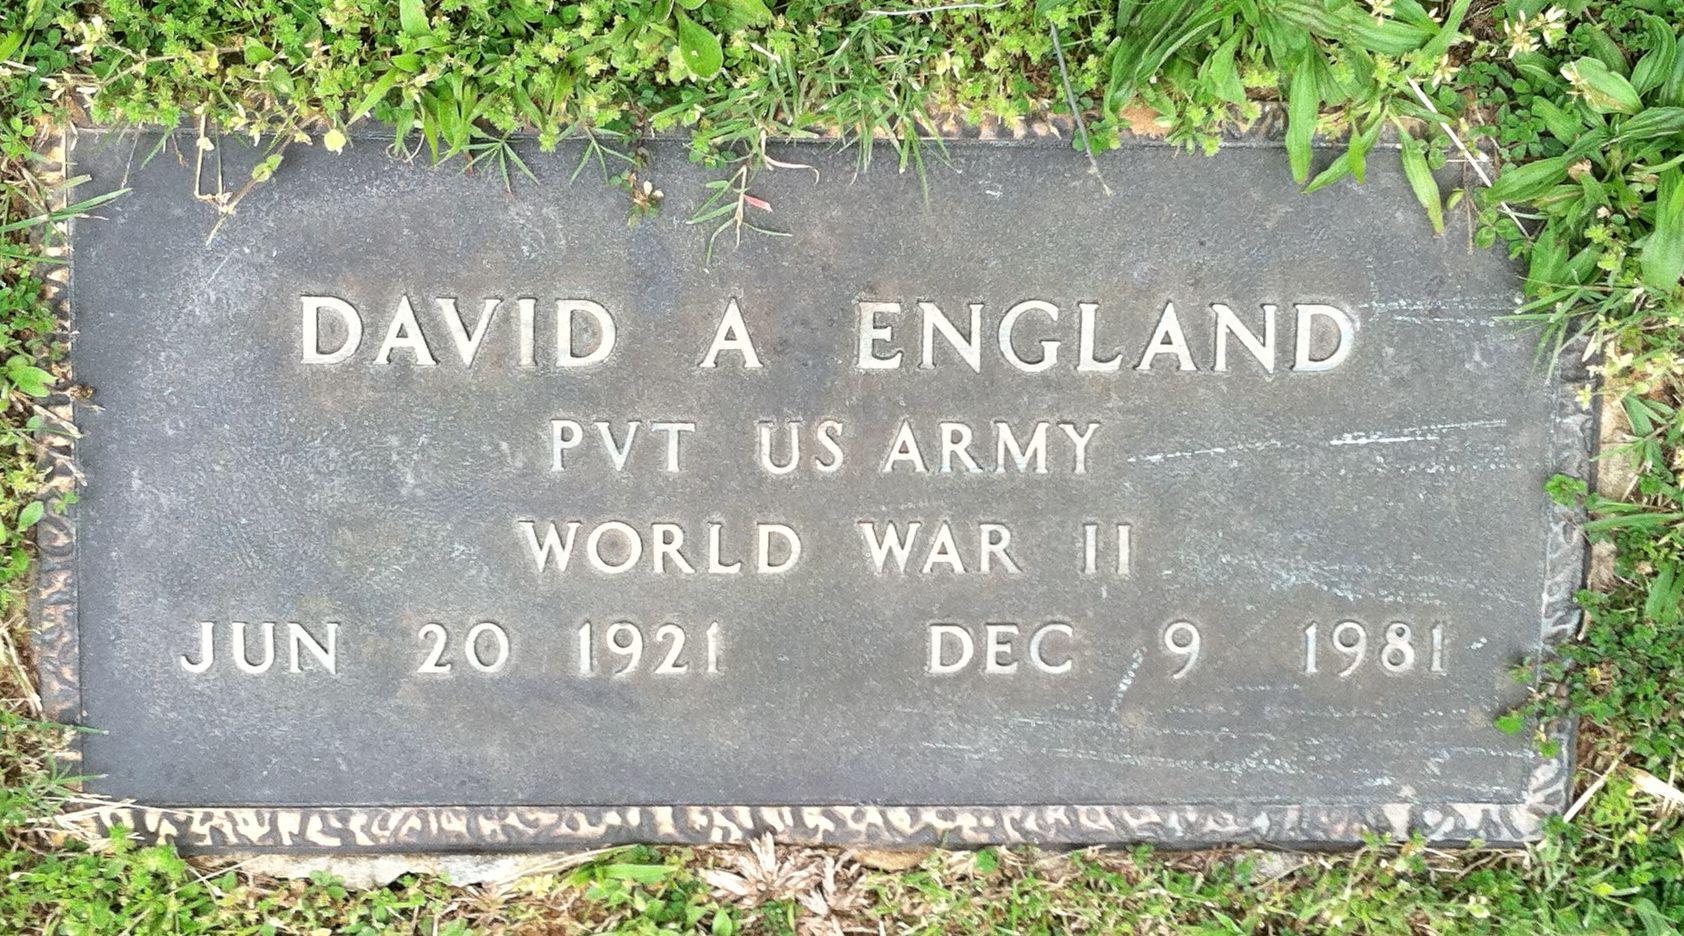 DAVID A ENGLAND
PVT US ARMY
WORLD WAR II
JUN 20 1921 DEC 9 1981